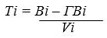 Ti = Bi – ΓBi
Vi